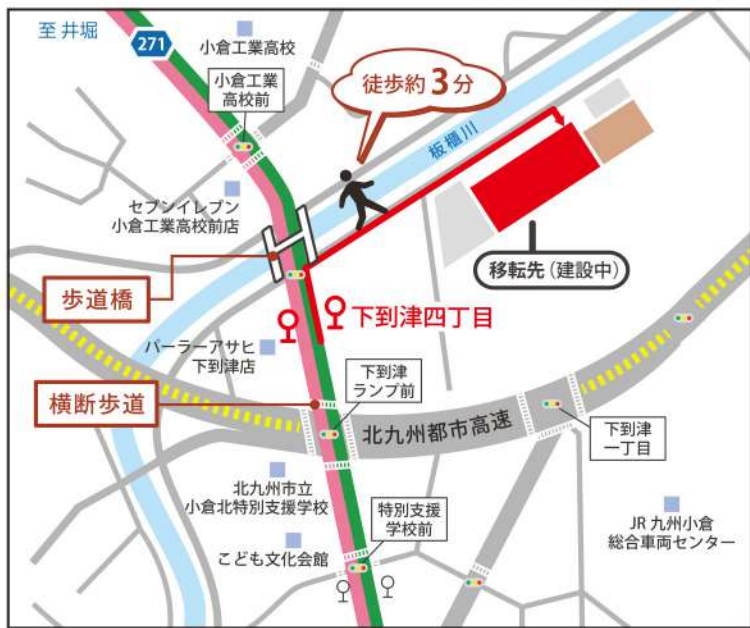 至 井堀
271
小倉工業高校
小倉工業
高校前
徒歩約3分
板櫃川
セブンイレブン
小倉工業高校前店
移転先(建設中)
歩道橋
下到津四丁目
パーラーアサヒ
下到津店
下到津
ランプ前
横断歩道
北九州都市高速
下到津
一丁目
北九州市立
小倉北特別支援学校
特別支援
学校前
こども文化会館
JR九州小倉
総合車両センター